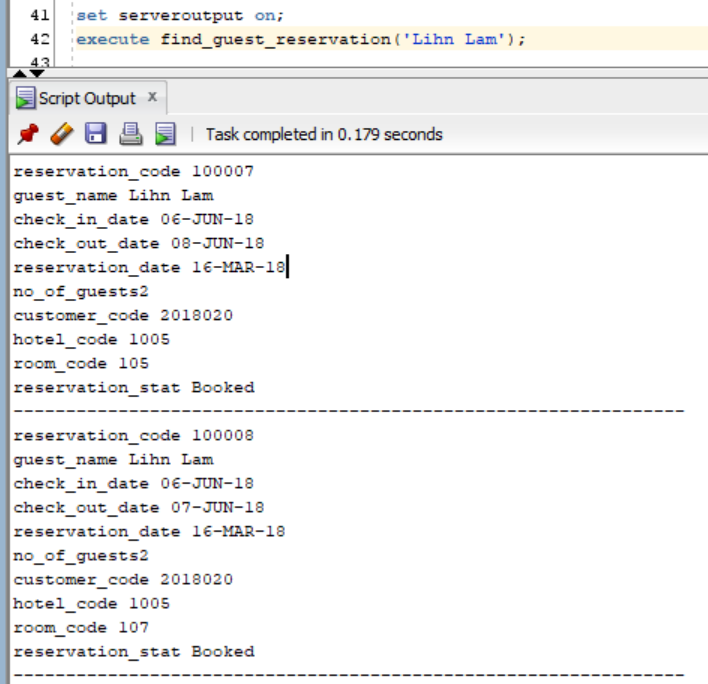 41 set serveroutput on;
42 execute find_guest_reservation('Lihn Lam');
43
Script Output x
Task completed in 0.179 seconds
reservation_code 100007
guest_name Lihn Lam
check_in_date 06-JUN-18
check_out_date 08-JUN-18
reservation_date 16-MAR-18
no_of_guests2
customer_code 2018020
hotel_code 1005
room_code 105
reservation_stat Booked
----------------------------------------------------------------
reservation_code 100008
guest_name Lihn Lam
check_in_date 06-JUN-18
check_out_date 07-JUN-18
reservation_date 16-MAR-18
no_of_guests2
customer_code 2018020
hotel_code 1005
room_code 107
reservation_stat Booked
----------------------------------------------------------------